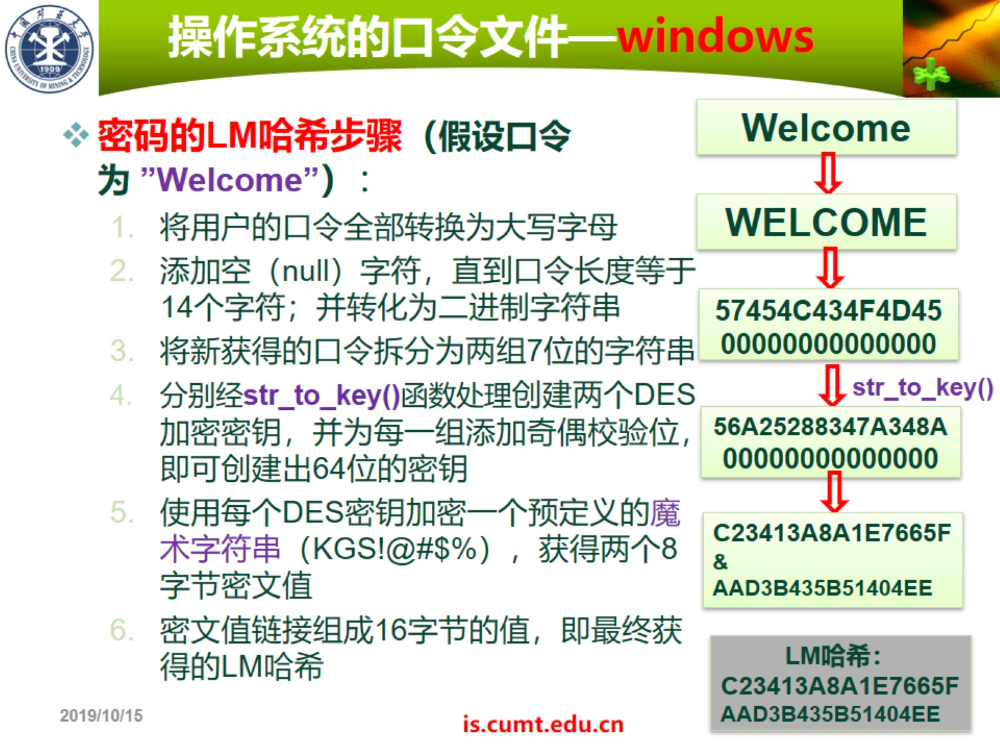 操作系统的口令文件—windows
中国矿业大学
CHINA UNIVERSITY OF MINING & TECHNOLOGY
1909
❖ 密码的LM哈希步骤（假设口令
为 ”Welcome”）：
1. 将用户的口令全部转换为大写字母
2. 添加空（null）字符，直到口令长度等于
14个字符；并转化为二进制字符串
3. 将新获得的口令拆分为两组7位的字符串
4. 分别经str_to_key()函数处理创建两个DES
加密密钥，并为每一组添加奇偶校验位，
即可创建出64位的密钥
5. 使用每个DES密钥加密一个预定义的魔
术字符串（KGS!@#$%），获得两个8
字节密文值
6. 密文值链接组成16字节的值，即最终获
得的LM哈希
Welcome
WELCOME
57454C434F4D45
00000000000000
str_to_key()
56A25288347A348A
00000000000000
C23413A8A1E7665F
&
AAD3B435B51404EE
LM哈希：
C23413A8A1E7665F
AAD3B435B51404EE
2019/10/15
is.cumt.edu.cn